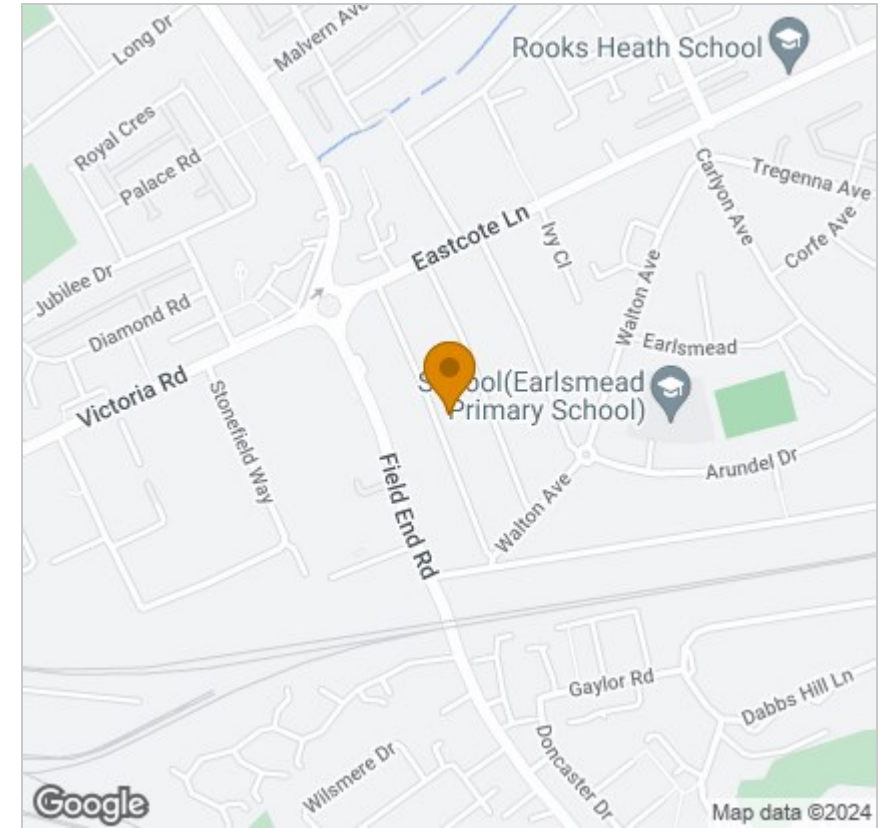 Long Dr
Malvern Ave
Rooks Heath School
Royal Cres
Palace Rd
Carlyon Ave
Tregenna Ave
Eastcote Ln
Ivy Cl
Corfe Ave
Jubilee Dr
Walton Ave
Diamond Rd
Earlsmead
Victoria Rd
School(Earlsmead
Primary School)
Stonefield Way
Field End Rd
Arundel Dr
Walton Ave
Gaylor Rd
Dabbs Hill Ln
Doncaster Dr
Wilsmere Dr
Google
Map data ©2024